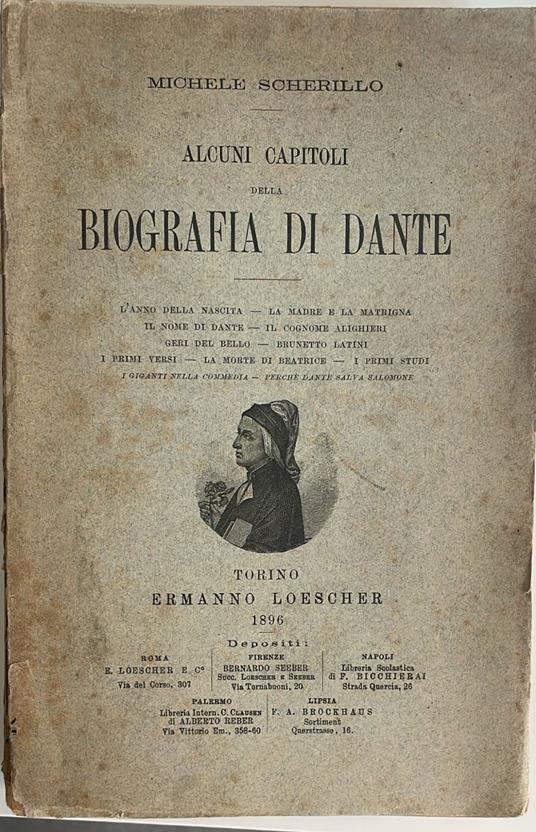 MICHELE SCHERILLO
ALCUNI CAPITOLI
DELLA
BIOGRAFIA DI DANTE
L'ANNO DELLA NASCITA — LA MADRE E LA MATRIGNA
IL NOME DI DANTE — IL COGNOME ALIGHIERI
GERI DEL BELLO — BRUNETTO LATINI
I PRIMI VERSI — LA MORTE DI BEATRICE — I PRIMI STUDI
I GIGANTI NELLA COMMEDIA — PERCHÈ DANTE SALVA SALOMONE
TORINO
ERMANNO LOESCHER
1896
Depositi:
ROMA
E. LOESCHER E Cº
Via del Corso, 307
FIRENZE
BERNARDO SEEBER
Succ. LOESCHER E SEEBER
Via Tornabuoni, 20
NAPOLI
Libreria Scolastica
di F. BICCHIERAI
Strada Quercia, 26
PALERMO
Libreria Intern. C. CLAUSEN
di ALBERTO REBER
Via Vittorio Em., 358-60
LIPSIA
F. A. BROCKHAUS
Sortiment
Querstrasse, 16.